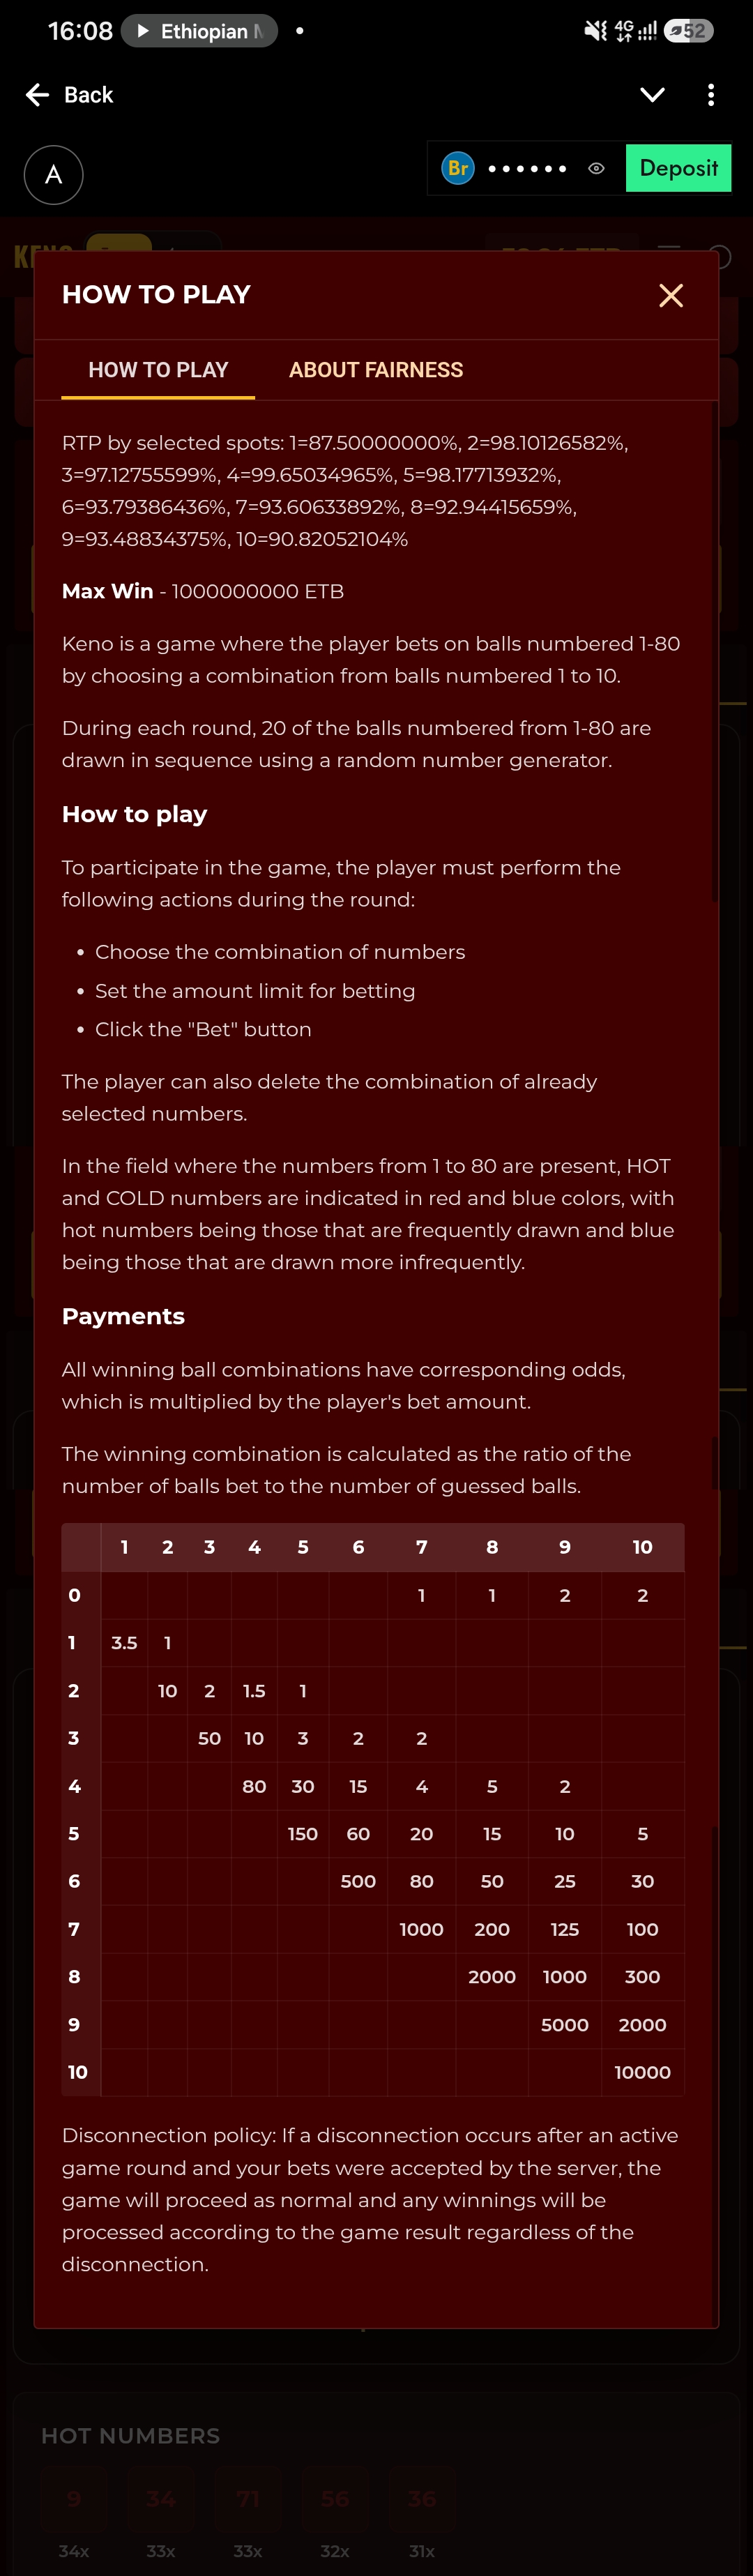 16:08 Ethiopian 4G 52
Back
A Br •••••• Deposit
HOW TO PLAY
HOW TO PLAY ABOUT FAIRNESS
RTP by selected spots: 1=87.50000000%, 2=98.10126582%,
3=97.12755599%, 4=99.65034965%, 5=98.17713932%,
6=93.79386436%, 7=93.60633892%, 8=92.94415659%,
9=93.48834375%, 10=90.82052104%
Max Win - 1000000000 ETB
Keno is a game where the player bets on balls numbered 1-80
by choosing a combination from balls numbered 1 to 10.
During each round, 20 of the balls numbered from 1-80 are
drawn in sequence using a random number generator.
How to play
To participate in the game, the player must perform the
following actions during the round:
• Choose the combination of numbers
• Set the amount limit for betting
• Click the "Bet" button
The player can also delete the combination of already
selected numbers.
In the field where the numbers from 1 to 80 are present, HOT
and COLD numbers are indicated in red and blue colors, with
hot numbers being those that are frequently drawn and blue
being those that are drawn more infrequently.
Payments
All winning ball combinations have corresponding odds,
which is multiplied by the player's bet amount.
The winning combination is calculated as the ratio of the
number of balls bet to the number of guessed balls.
1 2 3 4 5 6 7 8 9 10
0 1 1 2 2
1 3.5 1
2 10 2 1.5 1
3 50 10 3 2 2
4 80 30 15 4 5 2
5 150 60 20 15 10 5
6 500 80 50 25 30
7 1000 200 125 100
8 2000 1000 300
9 5000 2000
10 10000
Disconnection policy: If a disconnection occurs after an active
game round and your bets were accepted by the server, the
game will proceed as normal and any winnings will be
processed according to the game result regardless of the
disconnection.
HOT NUMBERS
9 34 71 56 36
34x 33x 33x 32x 31x